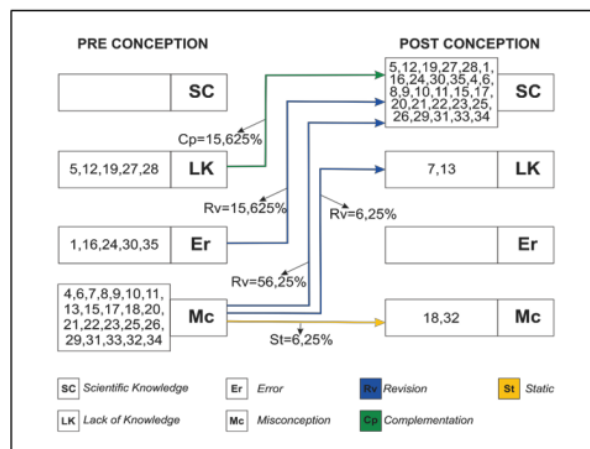 PRE CONCEPTION
POST CONCEPTION
SC
5,12,19,27,28,1,
16,24,30,35,4,6,
8,9,10,11,15,17,
20,21,22,23,25,
26,29,31,33,34
SC
Cp=15,625%
5,12,19,27,28
LK
7,13
LK
Rv=15,625%
Rv=6,25%
1,16,24,30,35
Er
Er
Rv=56,25%
4,6,7,8,9,10,11,
13,15,17,18,20,
21,22,23,25,26,
29,31,33,32,34
Mc
18,32
Mc
St=6,25%
SC Scientific Knowledge
Er Error
Rv Revision
St Static
LK Lack of Knowledge
Mc Misconception
Cp Complementation